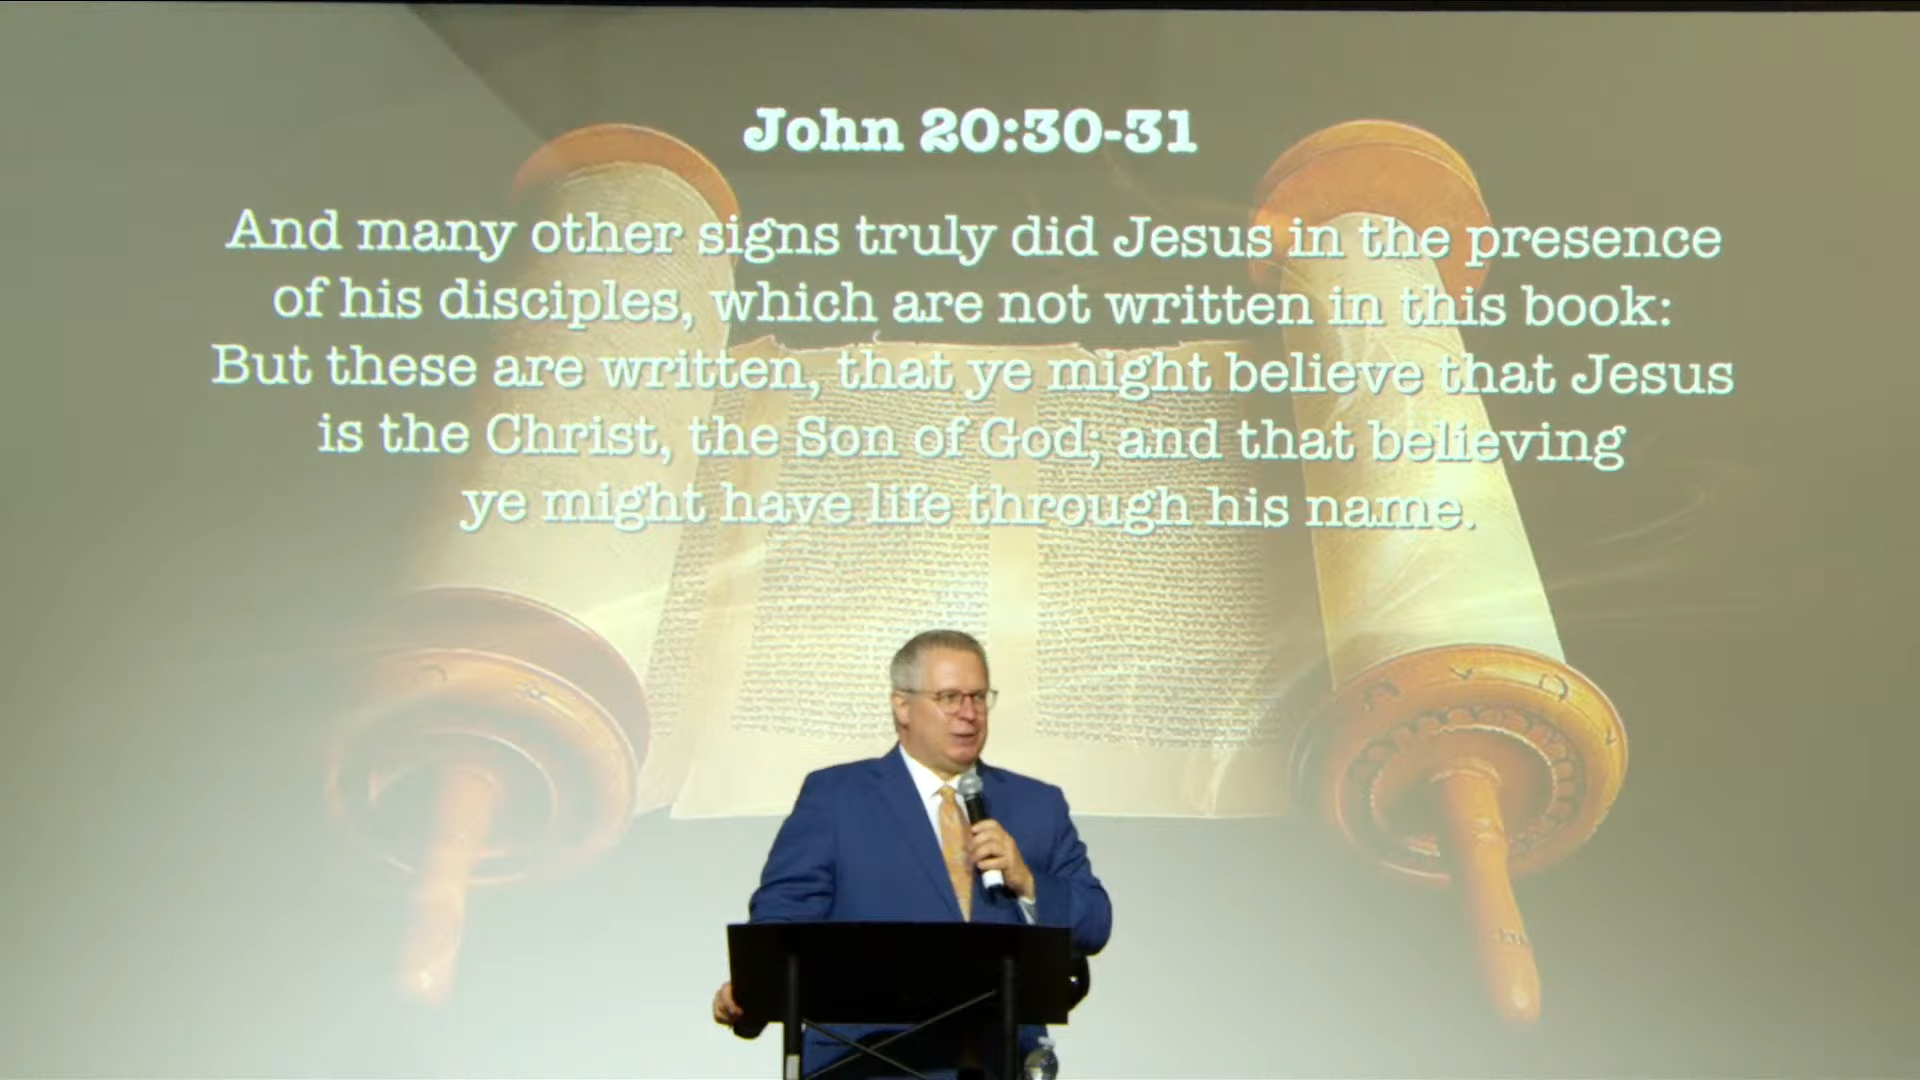 John 20:30-31
And many other signs truly did Jesus in the presence
of his disciples, which are not written in this book:
But these are written, that ye might believe that Jesus
is the Christ, the Son of God; and that believing
ye might have life through his name.